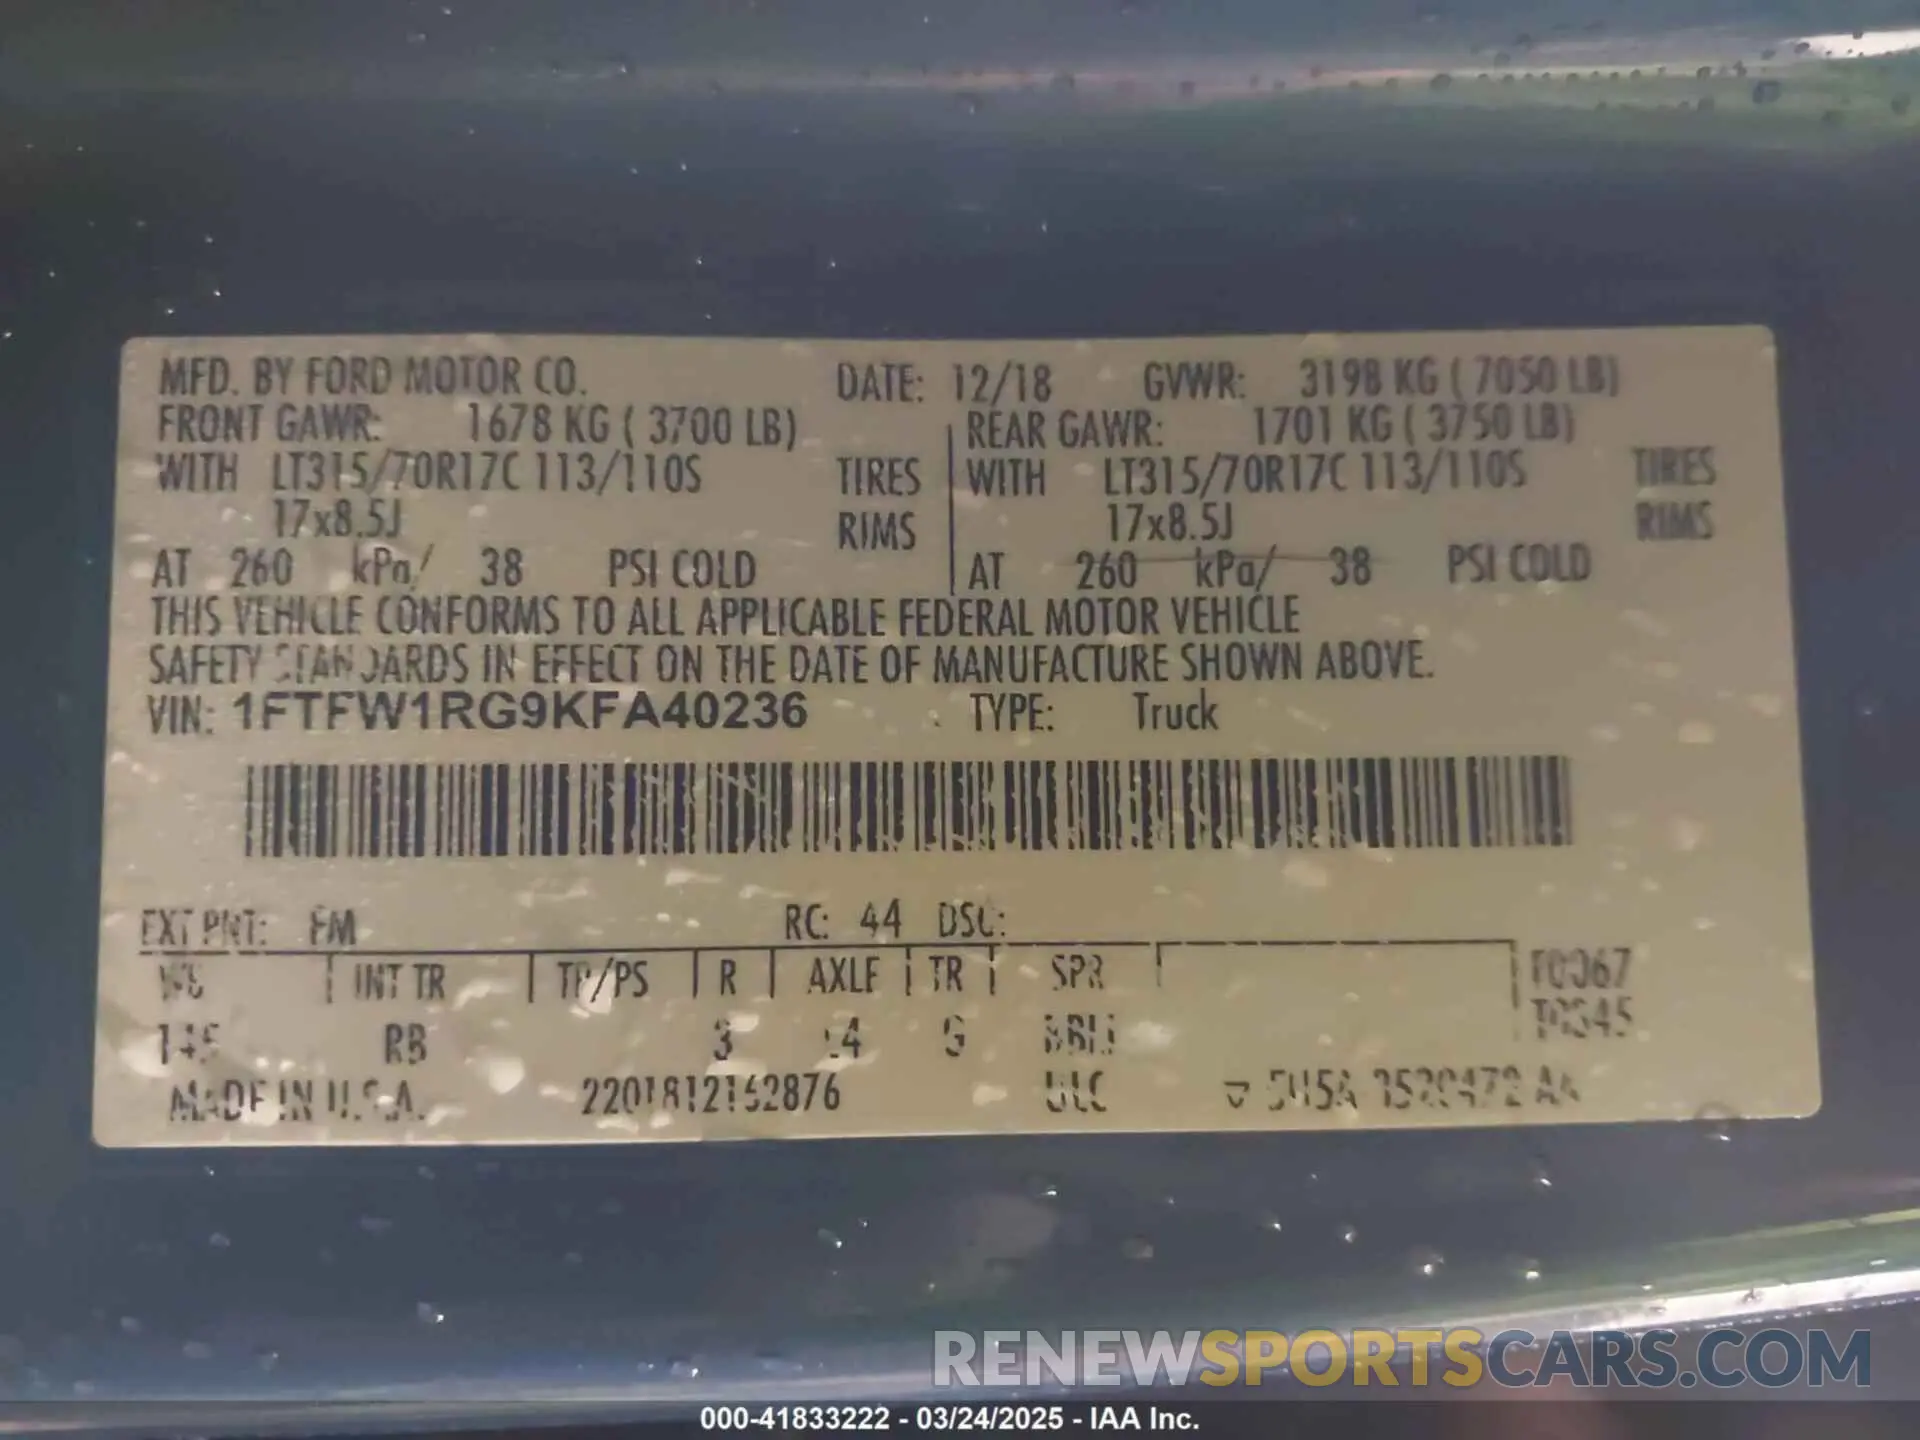 MFD. BY FORD MOTOR CO. DATE: 12/18 GVWR: 3198 KG ( 7050 LB)
FRONT GAWR: 1678 KG ( 3700 LB) REAR GAWR: 1701 KG ( 3750 LB)
WITH LT315/70R17C 113/110S TIRES WITH LT315/70R17C 113/110S TIRES
17x8.5J RIMS 17x8.5J RIMS
AT 260 kPa/ 38 PSI COLD AT 260 kPa/ 38 PSI COLD
THIS VEHICLE CONFORMS TO ALL APPLICABLE FEDERAL MOTOR VEHICLE
SAFETY STANDARDS IN EFFECT ON THE DATE OF MANUFACTURE SHOWN ABOVE.
VIN: 1FTFW1RG9KFA40236 TYPE: Truck
EXT PNT: RC: 44 DSO:
WB INT TR TP/PS R AXLE TR SPR
RB 3 G
MADE IN U.S.A. 2201812162876 ULC
RENEWSPORTSCARS.COM
000-41833222 - 03/24/2025 - IAA Inc.